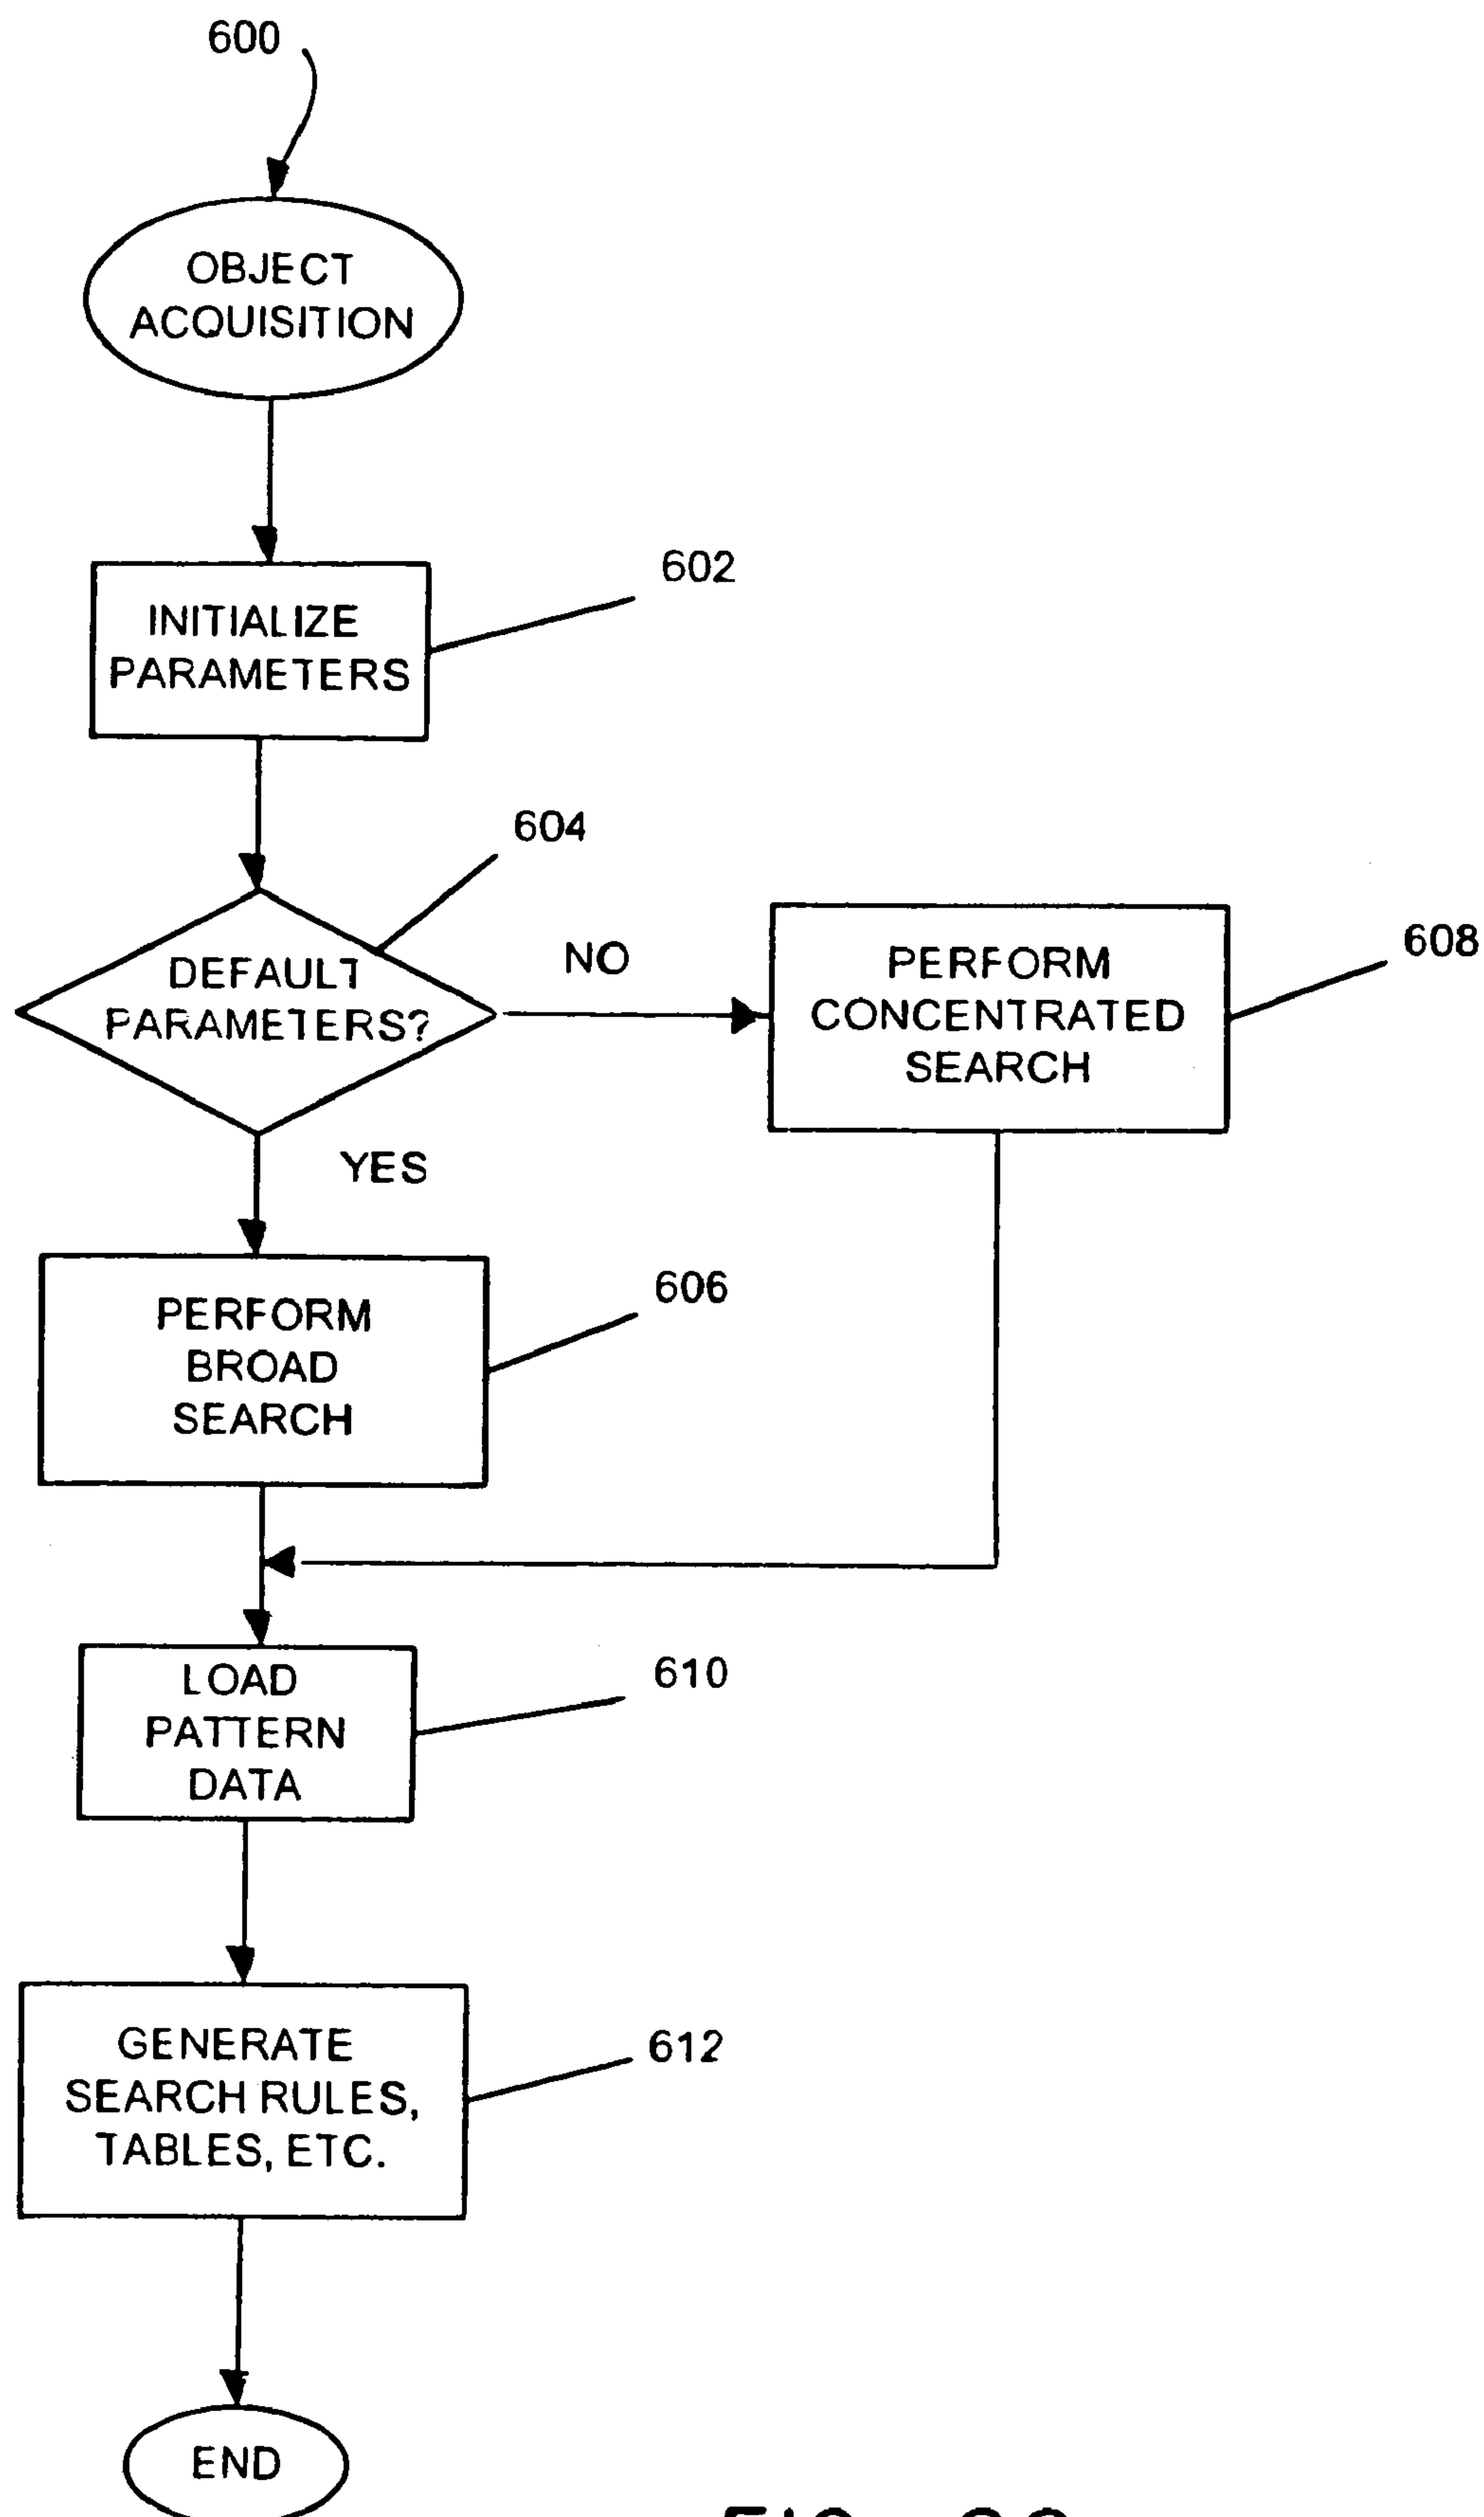 600
OBJECT
ACQUISITION
602
INITIALIZE
PARAMETERS
604
DEFAULT
PARAMETERS?
NO
608
PERFORM
CONCENTRATED
SEARCH
YES
606
PERFORM
BROAD
SEARCH
610
LOAD
PATTERN
DATA
612
GENERATE
SEARCH RULES,
TABLES, ETC.
END